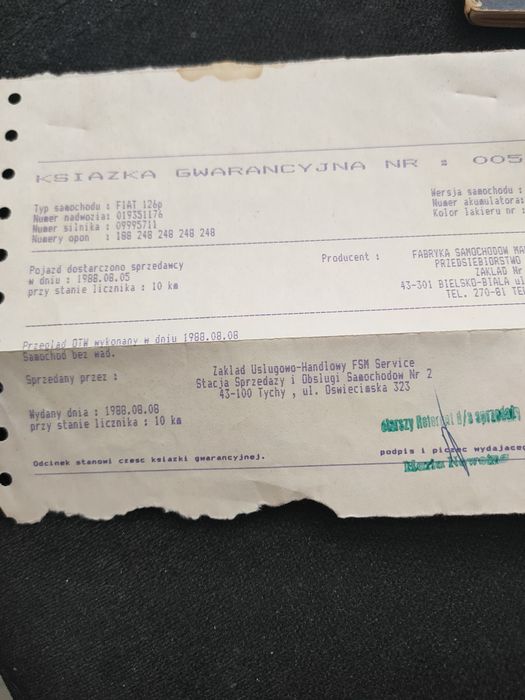 KSIAZKA GWARANCYJNA NR : 005
Typ samochodu : FIAT 126p
Numer nadwozia: 019351176
Numer silnika : 09995711
Numery opon : 188 248 248 248 248
Wersja samochodu :
Numer akumulatora:
Kolor lakieru nr :
Pojazd dostarczono sprzedawcy
w dniu : 1988.08.05
przy stanie licznika : 10 km
Producent :
FABRYKA SAMOCHODOW MA
PRZEDSIEBIORSTWO
ZAKLAD Nr
43-301 BIELSKO-BIALA ul
TEL. 270-81 TE
Przeglad OTW wykonany w dniu 1988.08.08
Samochod bez wad.
Sprzedany przez :
Zaklad Uslugowo-Handlowy FSM Service
Stacja Sprzedazy i Obslugi Samochodow Nr 2
43-100 Tychy , ul. Oswiecimska 323
Wydany dnia : 1988.08.08
przy stanie licznika : 10 km
Starszy Referent d/s sprzedaży
podpis i piczec wydajaceg
Odcinek stanowi czesc ksiazki gwarancyjnej.